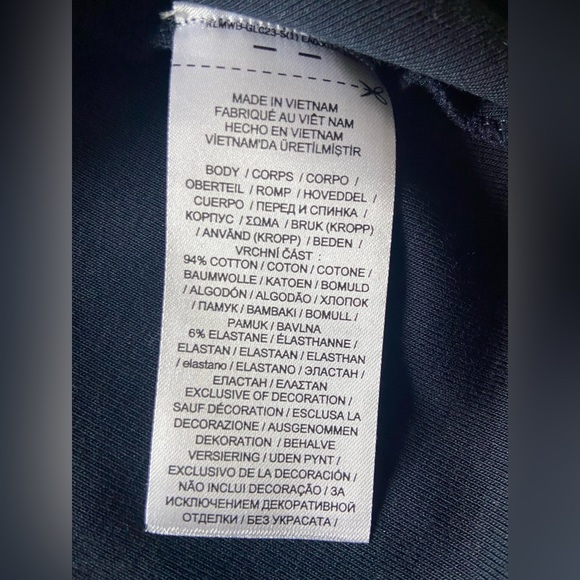 MADE IN VIETNAM
FABRIQUÉ AU VIÊT NAM
HECHO EN VIETNAM
VİETNAM'DA ÜRETİLMİŞTİR
BODY / CORPS / CORPO /
OBERTEIL / ROMP / HOVEDDEL /
CUERPO / ПЕРЕД И СПИНКА /
КОРПУС / ΣΩΜΑ / BRUK (KROPP)
/ ANVÄND (KROPP) / BEDEN /
VRCHNÍ ČÁST :
94% COTTON / COTON / COTONE /
BAUMWOLLE / KATOEN / BOMULD
/ ALGODÓN / ALGODÃO / ХЛОПОК
/ ПАМУК / BAMBAKI / BOMULL /
PAMUK / BAVLNA
6% ELASTANE / ÉLASTHANNE /
ELASTAN / ELASTAAN / ELASTHAN
/ elastano / ELASTANO / ЭЛАСТАН /
ЕЛАСТАН / ΕΛΑΣΤΑΝ
EXCLUSIVE OF DECORATION /
SAUF DÉCORATION / ESCLUSA LA
DECORAZIONE / AUSGENOMMEN
DEKORATION / BEHALVE
VERSIERING / UDEN PYNT /
EXCLUSIVO DE LA DECORACIÓN /
NÃO INCLUI DECORAÇÃO / ЗА
ИСКЛЮЧЕНИЕМ ДЕКОРАТИВНОЙ
ОТДЕЛКИ / БЕЗ УКРАСАТА /